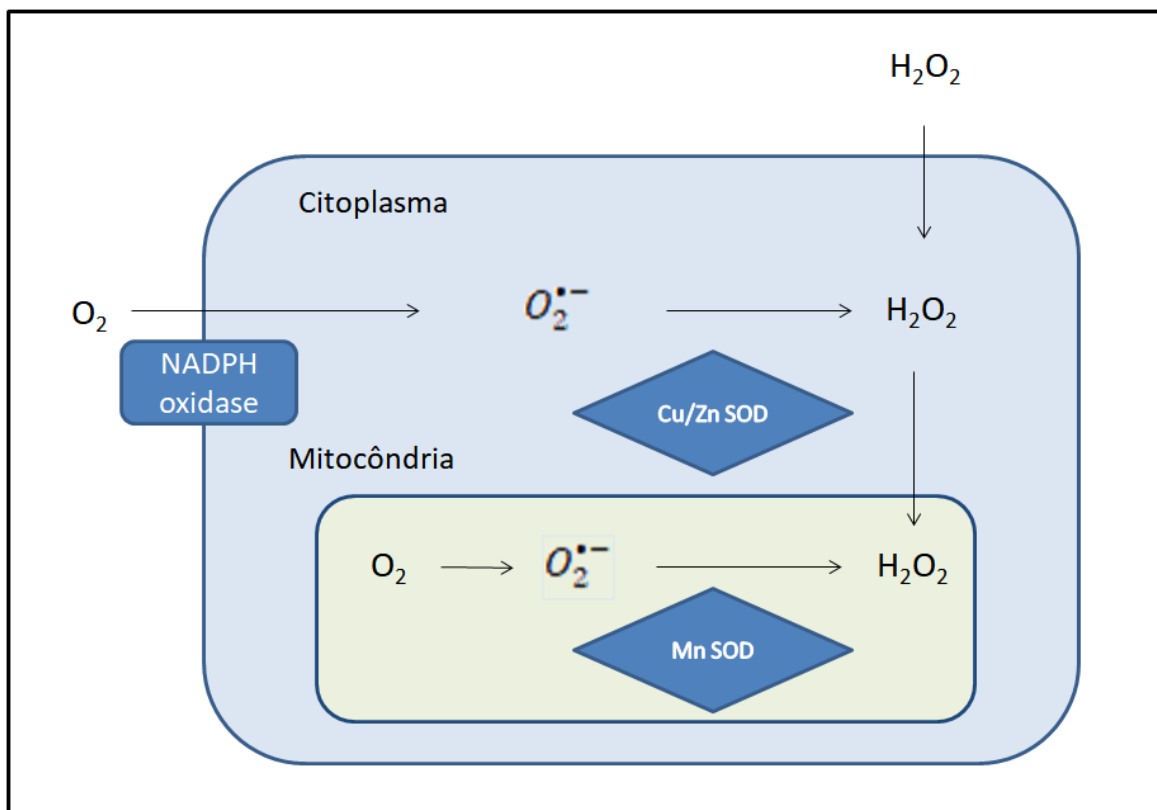 H₂O₂
Citoplasma
O₂
O₂•−
H₂O₂
NADPH
oxidase
Cu/Zn SOD
Mitocôndria
O₂
O₂•−
H₂O₂
Mn SOD